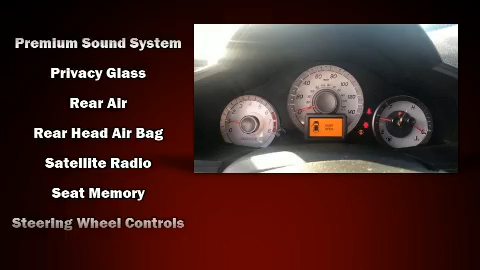 Premium Sound System
Privacy Glass
Rear Air
Rear Head Air Bag
Satellite Radio
Seat Memory
Steering Wheel Controls